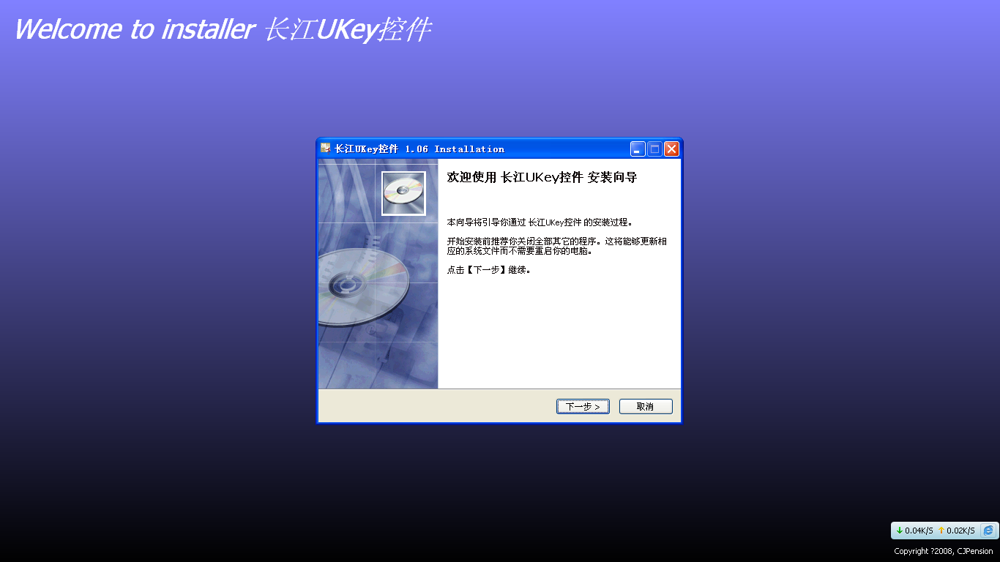 Welcome to installer 长江UKey控件
长江UKey控件 1.06 Installation
欢迎使用 长江UKey控件 安装向导
本向导将引导你通过 长江UKey控件 的安装过程。
开始安装前推荐你关闭全部其它的程序。这将能够更新相
应的系统文件而不需要重启你的电脑。
点击【下一步】继续。
下一步 >
取消
0.04K/S 0.02K/S
Copyright ?2008, CJPension